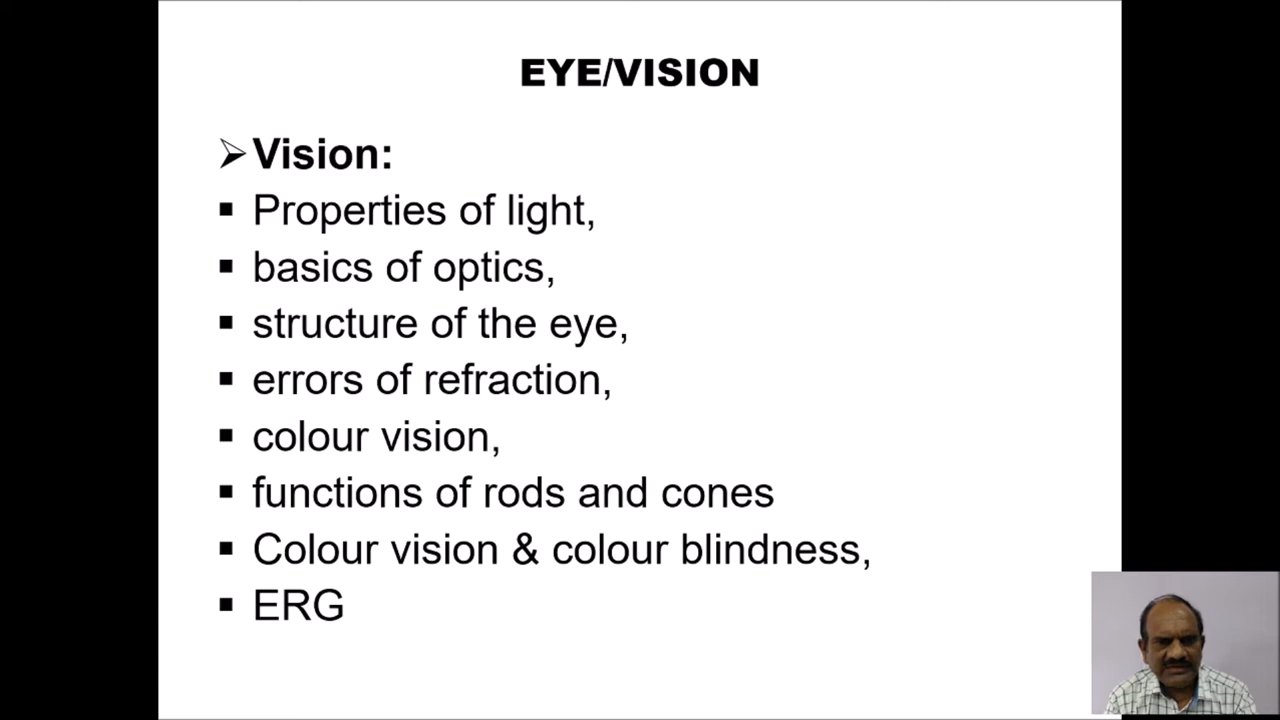 EYE/VISION
Vision:
Properties of light,
basics of optics,
structure of the eye,
errors of refraction,
colour vision,
functions of rods and cones
Colour vision & colour blindness,
ERG